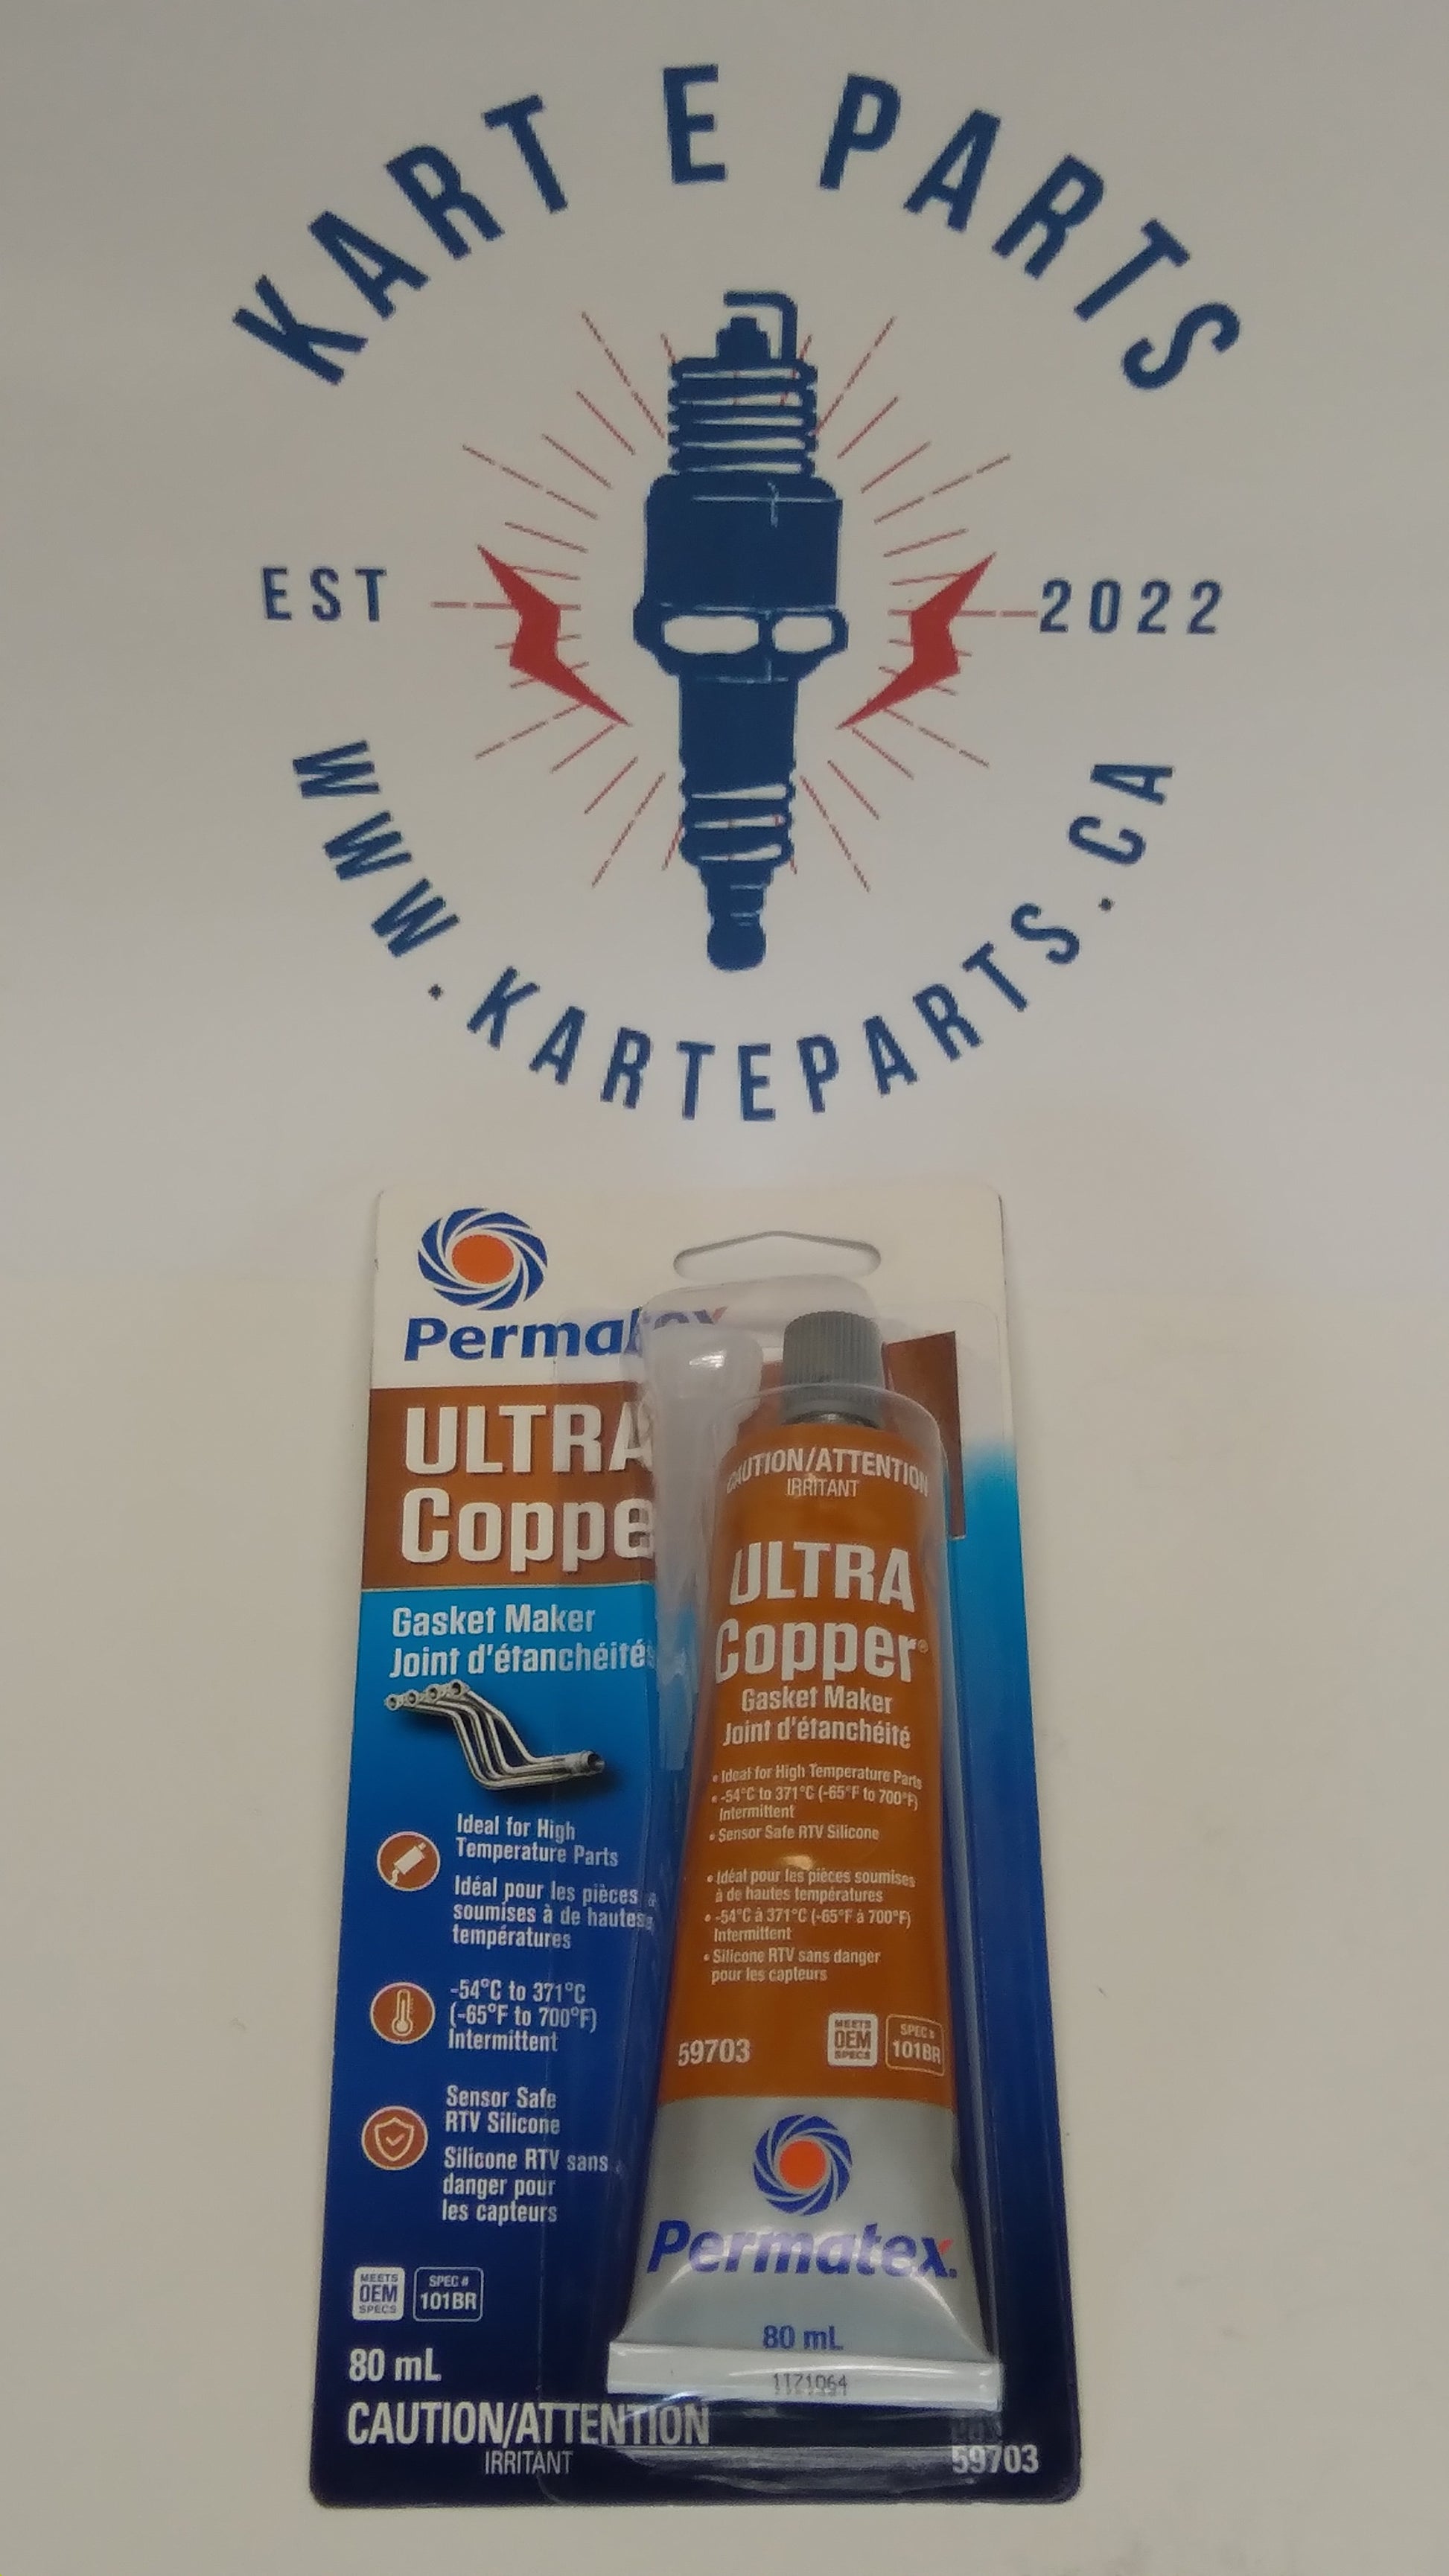 KART E PARTS
EST 2022
WWW.KARTEPARTS.CA
Permatex
ULTRA
Coppe
Gasket Maker
Joint d'étanchéité
Ideal for High
Temperature Parts
Idéal pour les pièces
soumises à de hautes
températures
-54°C to 371°C
(-65°F to 700°F)
Intermittent
Sensor Safe
RTV Silicone
Silicone RTV sans
danger pour
les capteurs
MEETS
OEM
SPECS
SPEC #
101BR
80 mL
CAUTION/ATTENTION
IRRITANT
59703
CAUTION/ATTENTION
IRRITANT
ULTRA
Copper®
Gasket Maker
Joint d'étanchéité
• Ideal for High Temperature Parts
• -54°C to 371°C (-65°F to 700°F)
Intermittent
• Sensor Safe RTV Silicone
• Idéal pour les pièces soumises
à de hautes températures
• -54°C à 371°C (-65°F à 700°F)
Intermittent
• Silicone RTV sans danger
pour les capteurs
59703
MEETS
OEM
SPECS
SPEC #
101BR
Permatex.
80 mL